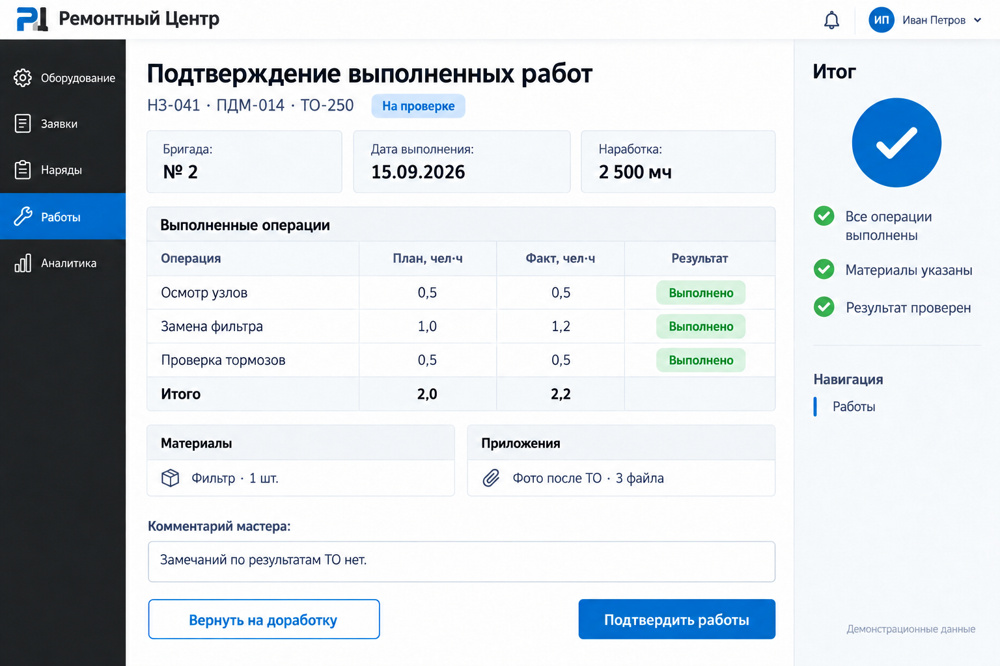 Ремонтный Центр
ИП
Иван Петров
Оборудование
Заявки
Наряды
Работы
Аналитика
Подтверждение выполненных работ
НЗ-041 · ПДМ-014 · ТО-250
На проверке
Бригада:
№ 2
Дата выполнения:
15.09.2026
Наработка:
2 500 мч
Выполненные операции
Операция План, чел·ч Факт, чел·ч Результат
Осмотр узлов 0,5 0,5 Выполнено
Замена фильтра 1,0 1,2 Выполнено
Проверка тормозов 0,5 0,5 Выполнено
Итого 2,0 2,2
Материалы
Фильтр · 1 шт.
Приложения
Фото после ТО · 3 файла
Комментарий мастера:
Замечаний по результатам ТО нет.
Вернуть на доработку
Подтвердить работы
Итог
Все операции
выполнены
Материалы указаны
Результат проверен
Навигация
Работы
Демонстрационные данные